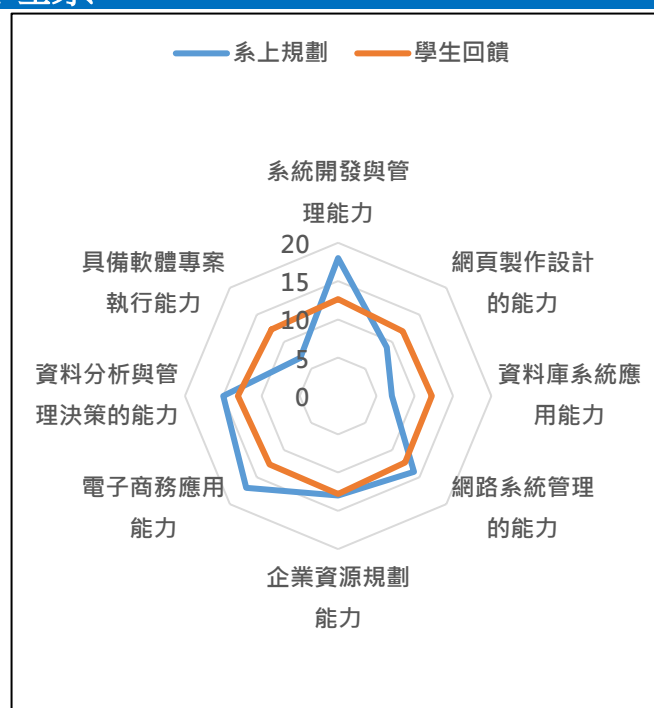 系上規劃 學生回饋
系統開發與管
理能力
網頁製作設計
的能力
資料庫系統應
用能力
網路系統管理
的能力
企業資源規劃
能力
電子商務應用
能力
資料分析與管
理決策的能力
具備軟體專案
執行能力
20
15
10
5
0